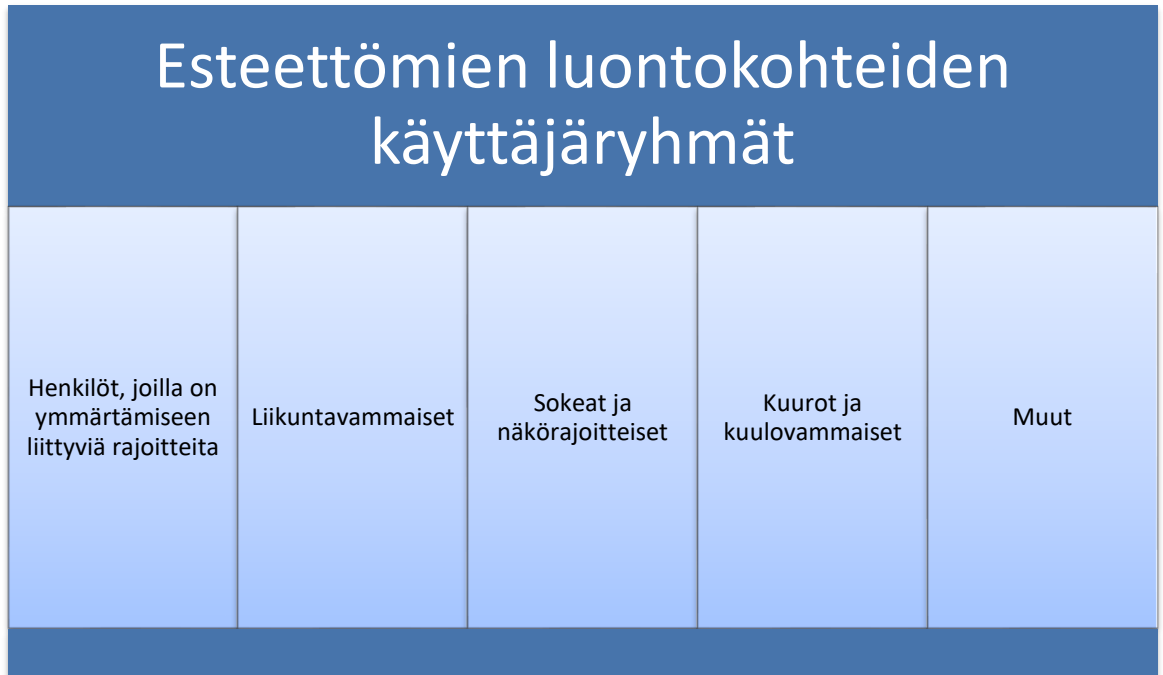 Esteettömien luontokohteiden
käyttäjäryhmät
Henkilöt, joilla on
ymmärtämiseen
liittyviä rajoitteita
Liikuntavammaiset
Sokeat ja
näkörajoitteiset
Kuurot ja
kuulovammaiset
Muut